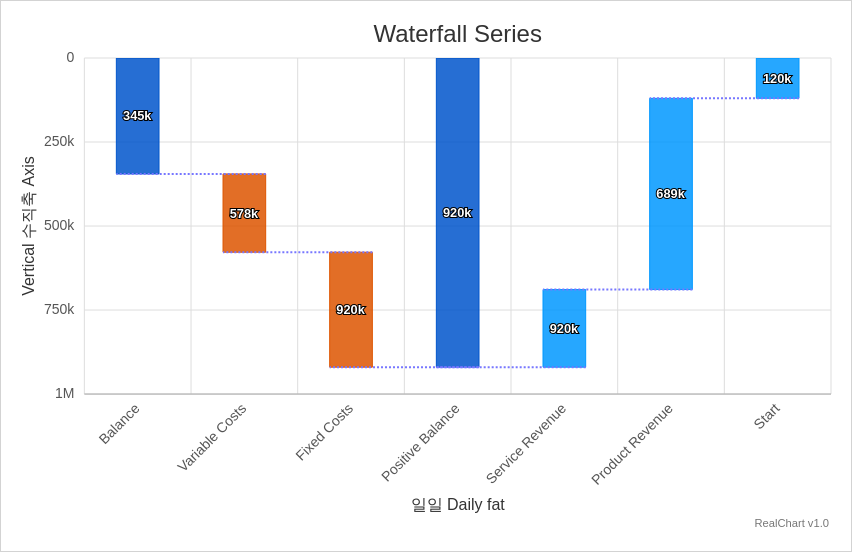 Waterfall Series
0
250k
500k
750k
1M
Vertical 수직축 Axis
345k
578k
920k
920k
920k
689k
120k
Balance
Variable Costs
Fixed Costs
Positive Balance
Service Revenue
Product Revenue
Start
일일 Daily fat
RealChart v1.0